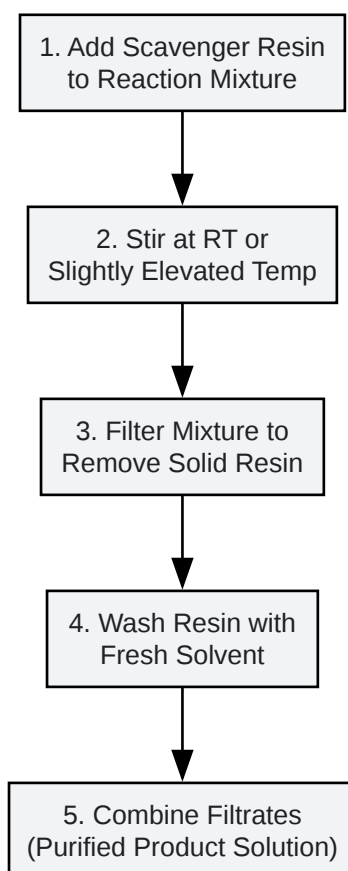 1. Add Scavenger Resin
to Reaction Mixture
2. Stir at RT or
Slightly Elevated Temp
3. Filter Mixture to
Remove Solid Resin
4. Wash Resin with
Fresh Solvent
5. Combine Filtrates
(Purified Product Solution)